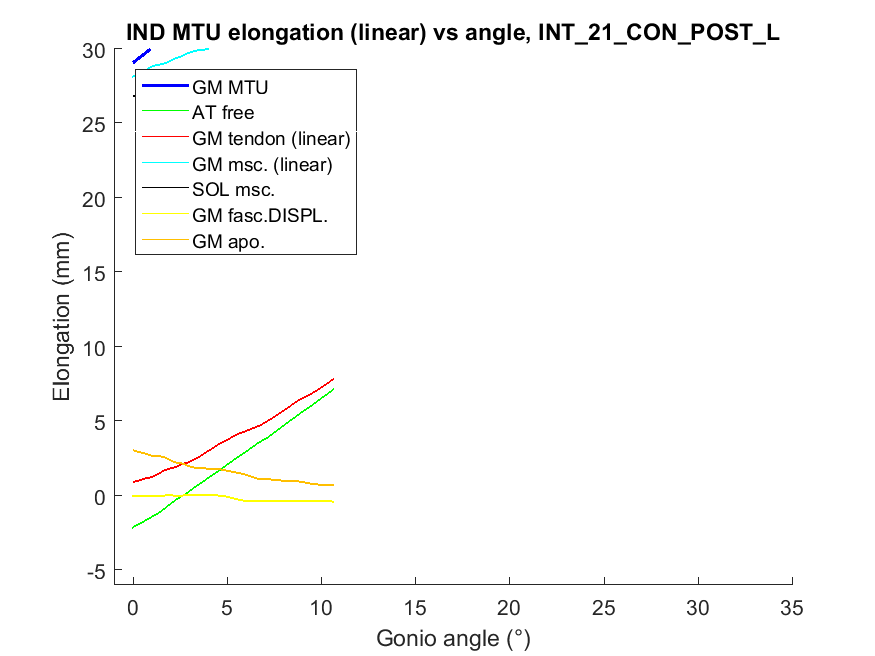 IND MTU elongation (linear) vs angle, INT_21_CON_POST_L
30
25
20
15
10
5
0
-5
Elongation (mm)
GM MTU
AT free
GM tendon (linear)
GM msc. (linear)
SOL msc.
GM fasc.DISPL.
GM apo.
0 5 10 15 20 25 30 35
Gonio angle (°)